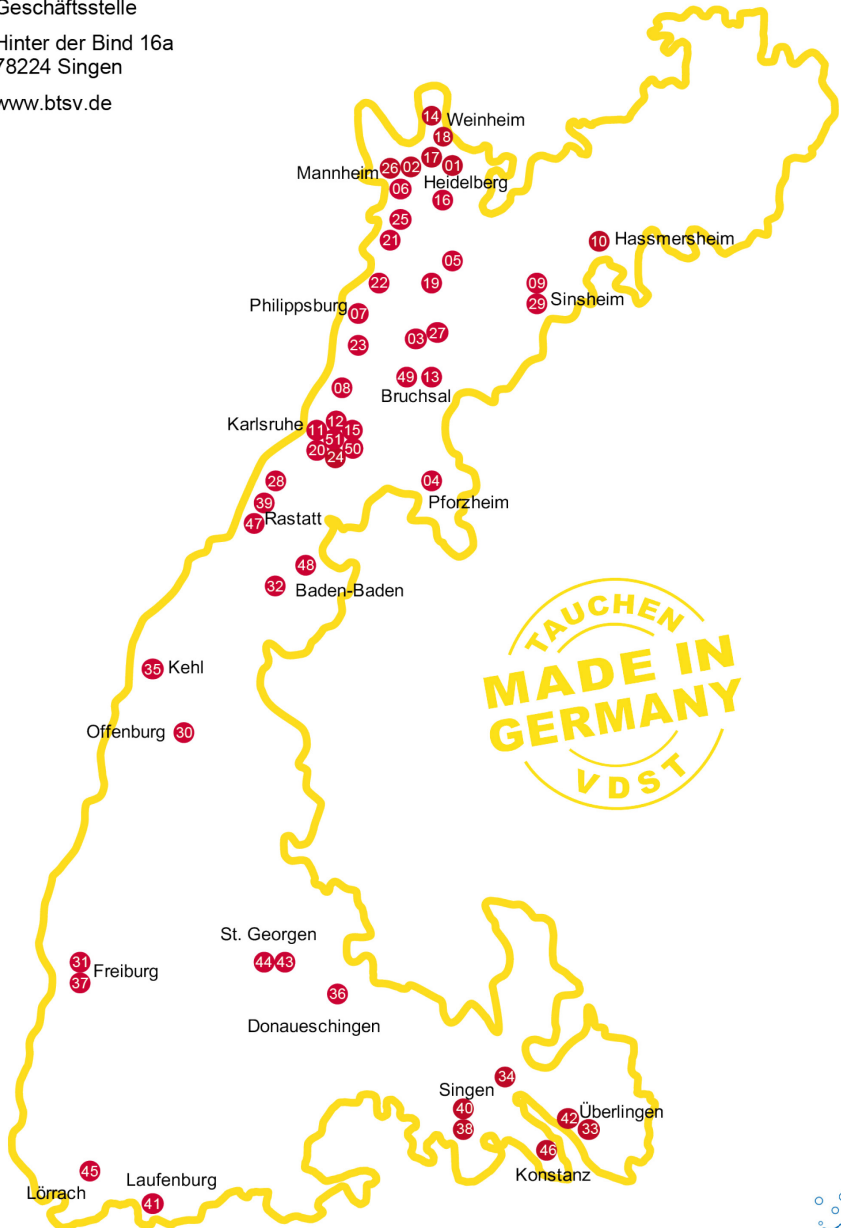 Geschäftsstelle
Hinter der Bind 16a
78224 Singen
www.btsv.de
14
Weinheim
18
17
Mannheim
26
02
01
Heidelberg
06
16
25
21
10
Hassmersheim
05
22
19
09
29
Sinsheim
Philippsburg
07
03
27
23
08
49
13
Bruchsal
Karlsruhe
12
11
15
51
20
50
24
28
04
Pforzheim
39
47
Rastatt
48
32
Baden-Baden
TAUCHEN
MADE IN
GERMANY
VDST
35
Kehl
Offenburg
30
St. Georgen
31
37
Freiburg
44
43
36
Donaueschingen
34
Singen
40
38
42
Überlingen
33
46
Konstanz
45
Lörrach
Laufenburg
41